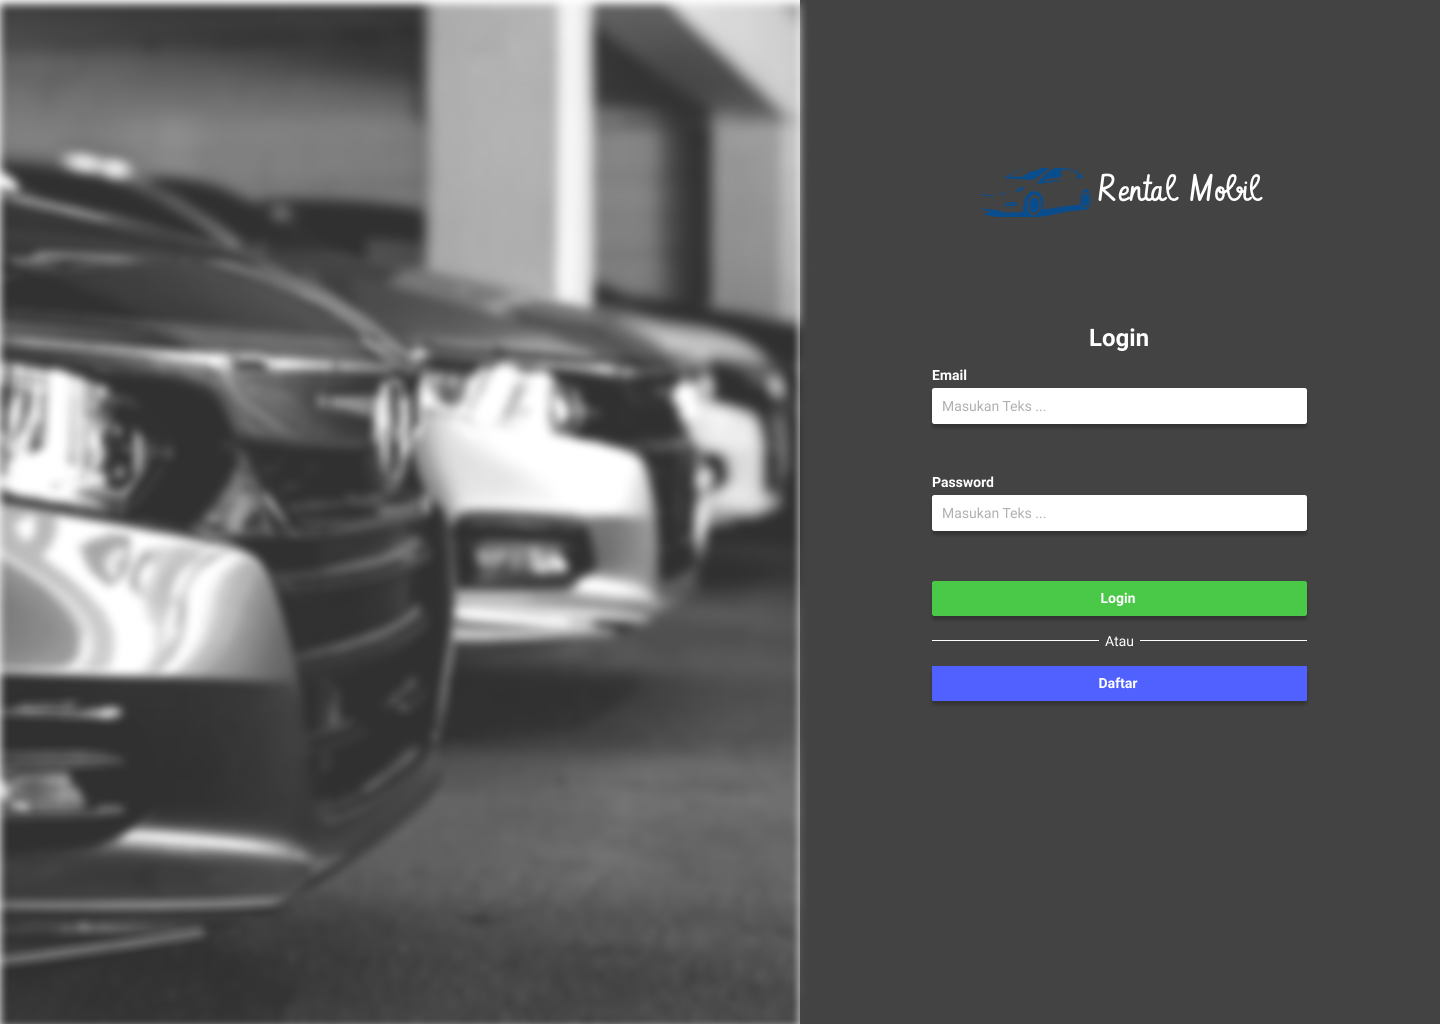 Rental Mobil
Login
Email
Masukan Teks ...
Password
Masukan Teks ...
Login
Atau
Daftar